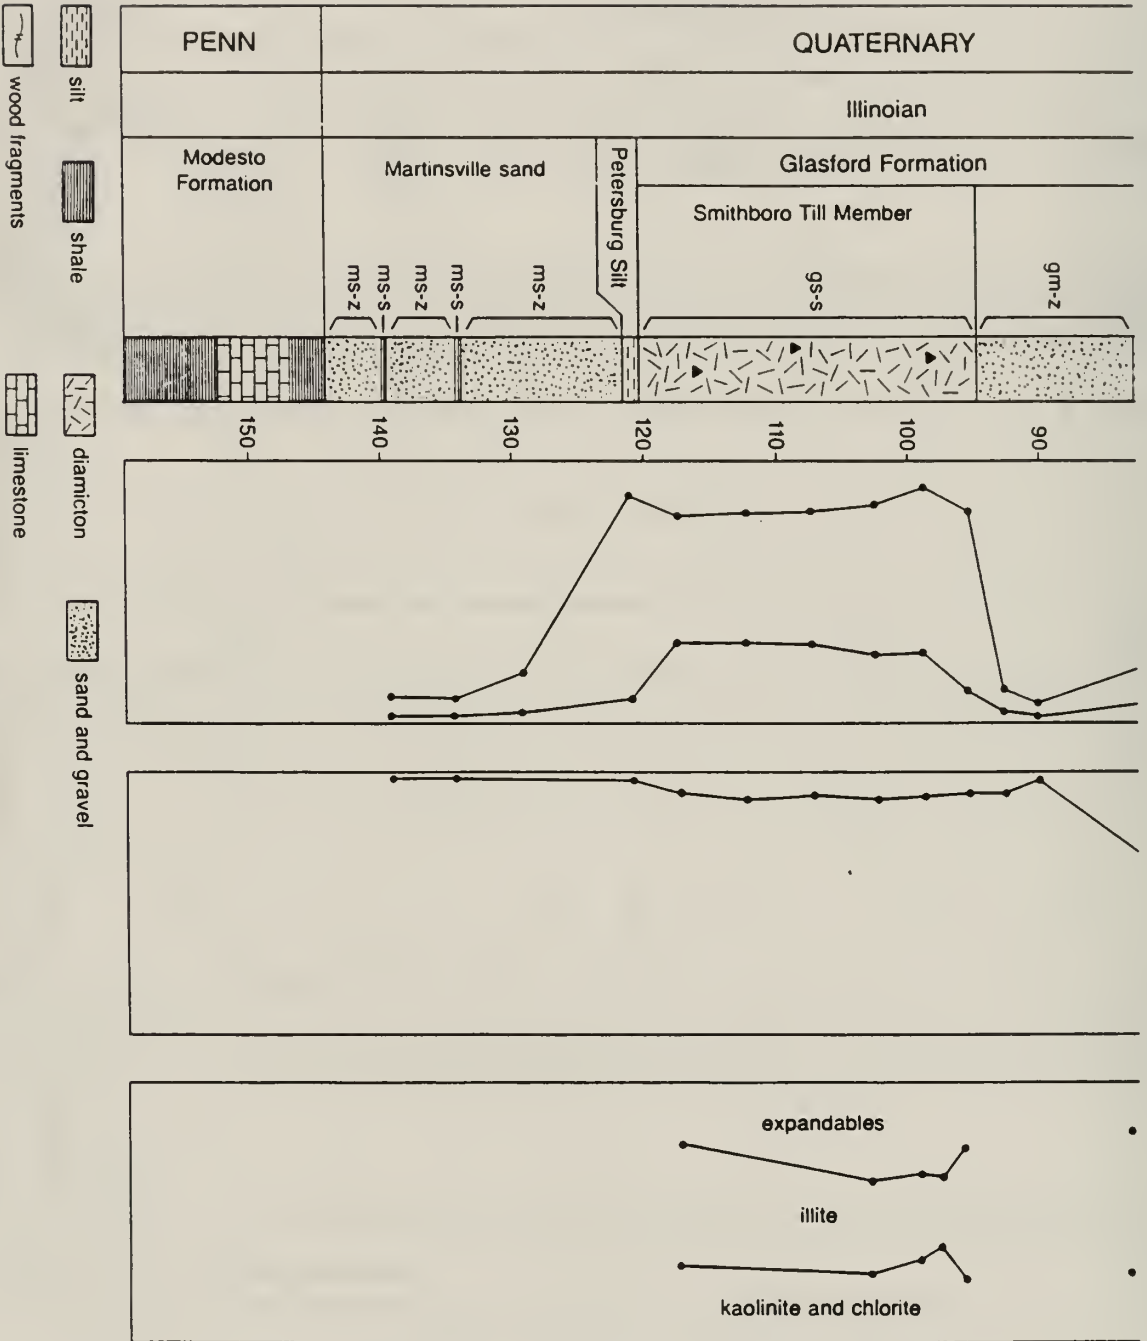 PENN
QUATERNARY
Illinoian
Modesto
Formation
Martinsville sand
Petersburg Silt
Glasford Formation
Smithboro Till Member
ms-z
ms-s
ms-z
ms-s
ms-z
gs-s
gm-z
150
140
130
120
110
100
90
expandables
illite
kaolinite and chlorite
silt
shale
diamicton
sand and gravel
wood fragments
limestone